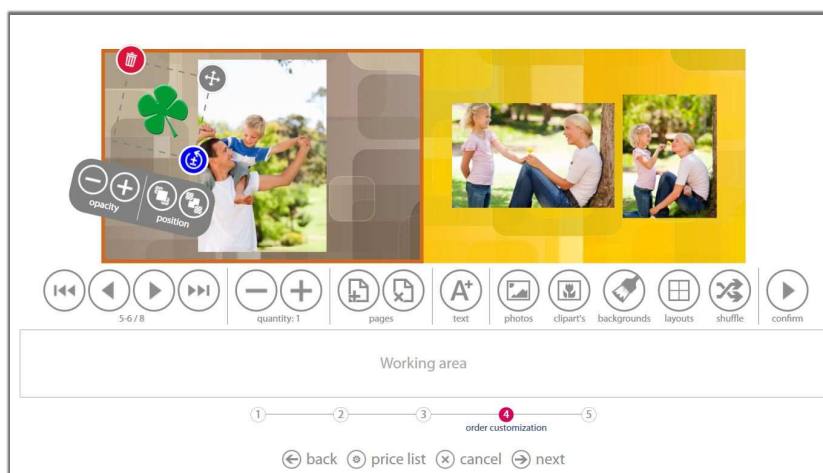 opacity
position
5-6 / 8
quantity: 1
pages
A+
text
photos
clipart's
backgrounds
layouts
shuffle
confirm
Working area
1
2
3
4
5
order customization
back
price list
cancel
next